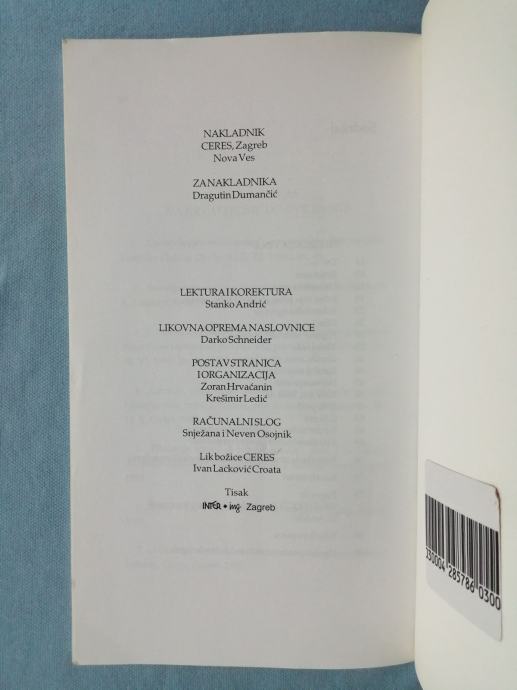 NAKLADNIK
CERES, Zagreb
Nova Ves
ZA NAKLADNIKA
Dragutin Dumančić
LEKTURA I KOREKTURA
Stanko Andrić
LIKOVNA OPREMA NASLOVNICE
Darko Schneider
POSTAV STRANICA
I ORGANIZACIJA
Zoran Hrvaćanin
Krešimir Ledić
RAČUNALNI SLOG
Snježana i Neven Osojnik
Lik božice CERES
Ivan Lacković Croata
Tisak
INTER • ing Zagreb